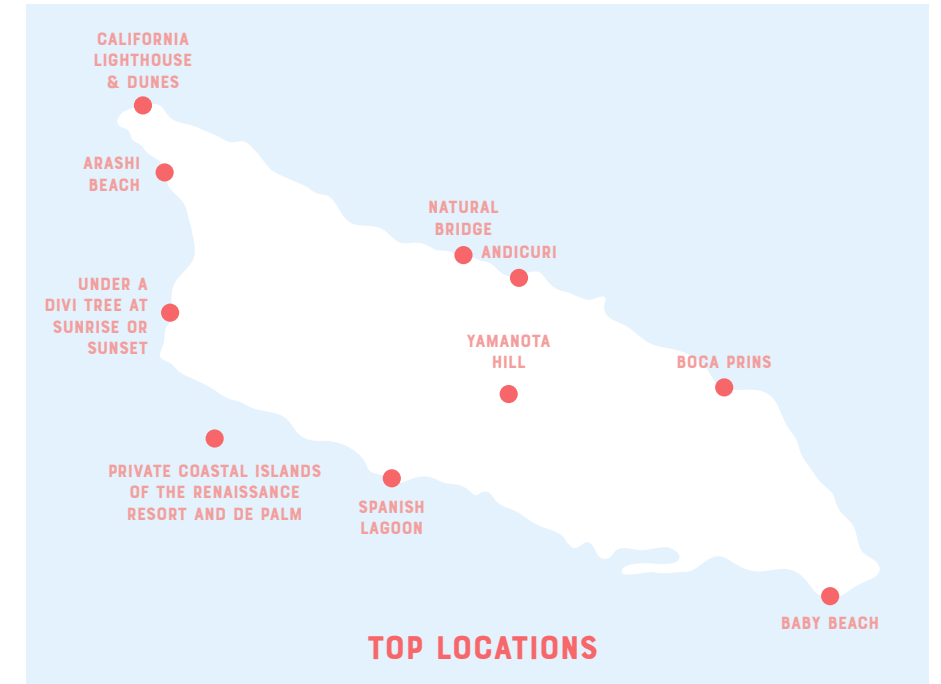 CALIFORNIA
LIGHTHOUSE
& DUNES
ARASHI
BEACH
NATURAL
BRIDGE
ANDICURI
UNDER A
DIVI TREE AT
SUNRISE OR
SUNSET
YAMANOTA
HILL
BOCA PRINS
PRIVATE COASTAL ISLANDS
OF THE RENAISSANCE
RESORT AND DE PALM
SPANISH
LAGOON
BABY BEACH
TOP LOCATIONS